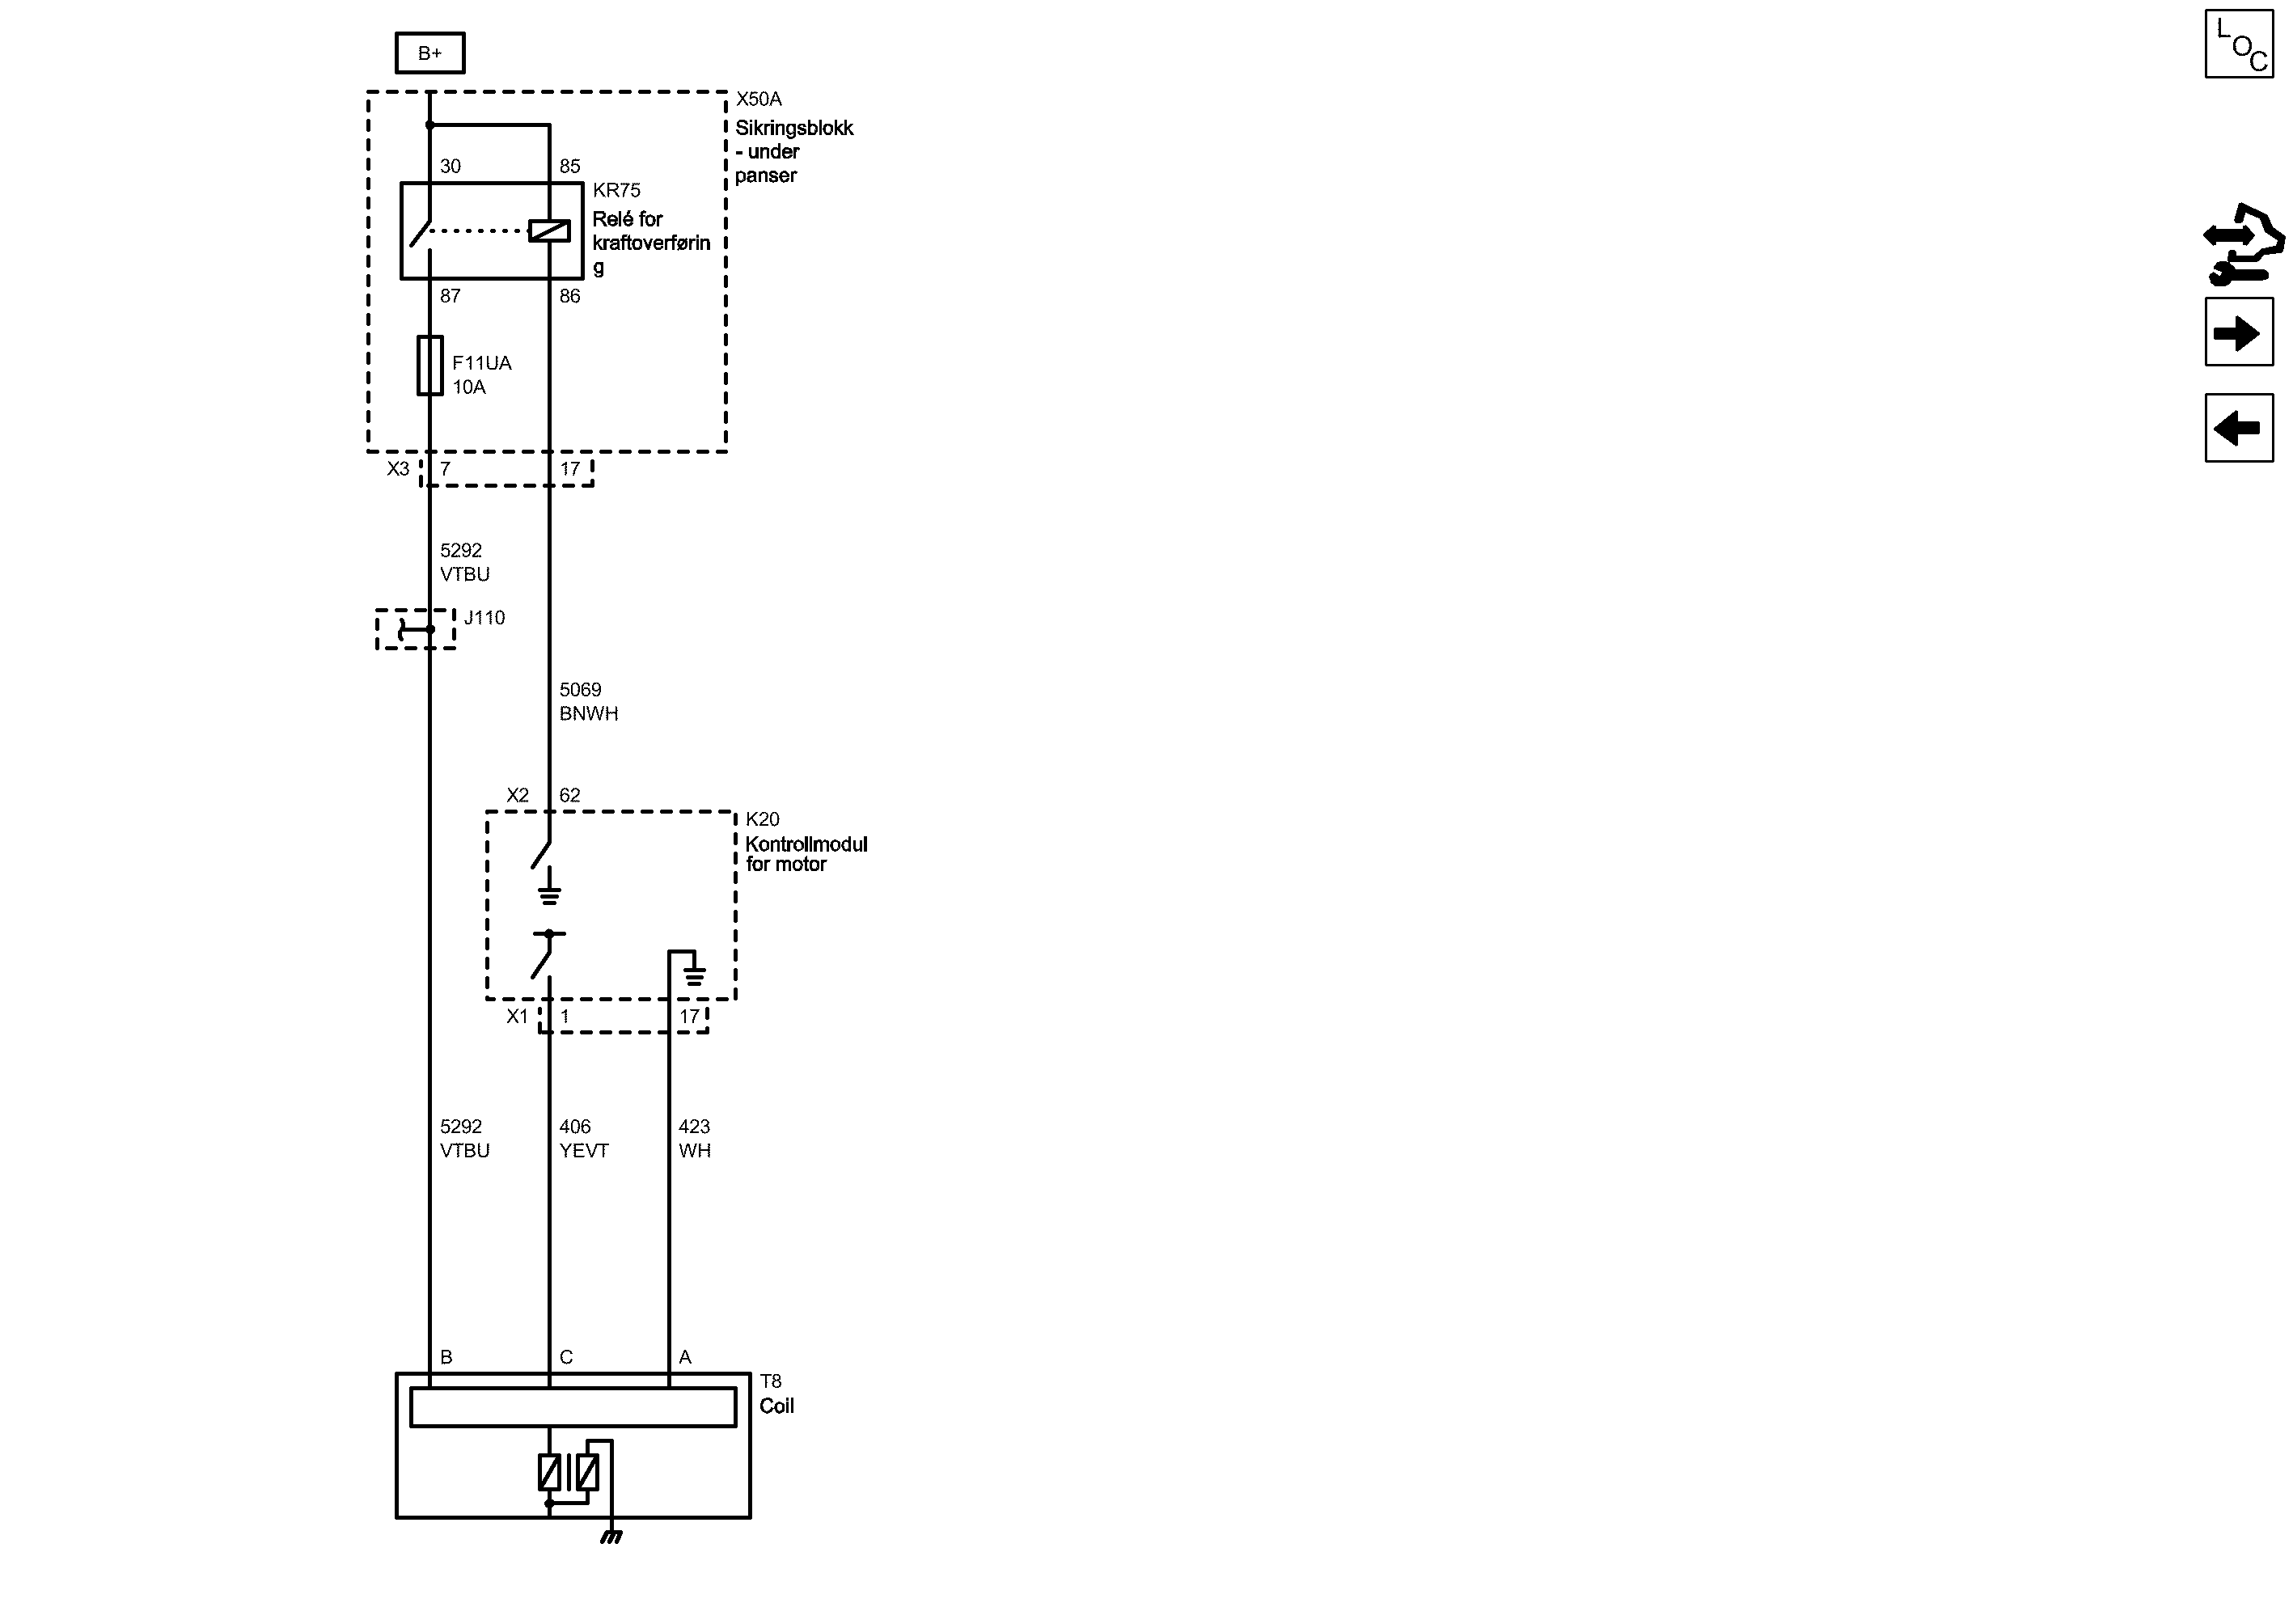 B+
LOC
X50A
Sikringsblokk
- under
panser
30
85
KR75
Relé for
kraftoverførin
g
87
86
F11UA
10A
X3
7
17
5292
VTBU
J110
5069
BNWH
X2
62
K20
Kontrollmodul
for motor
X1
1
17
5292
VTBU
406
YEVT
423
WH
B
C
A
T8
Coil